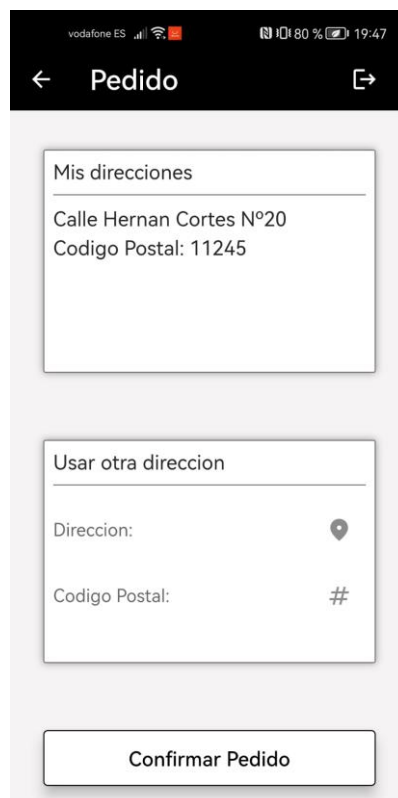 vodafone ES 80 % 19:47
Pedido
Mis direcciones
Calle Hernan Cortes Nº20
Codigo Postal: 11245
Usar otra direccion
Direccion:
Codigo Postal: #
Confirmar Pedido